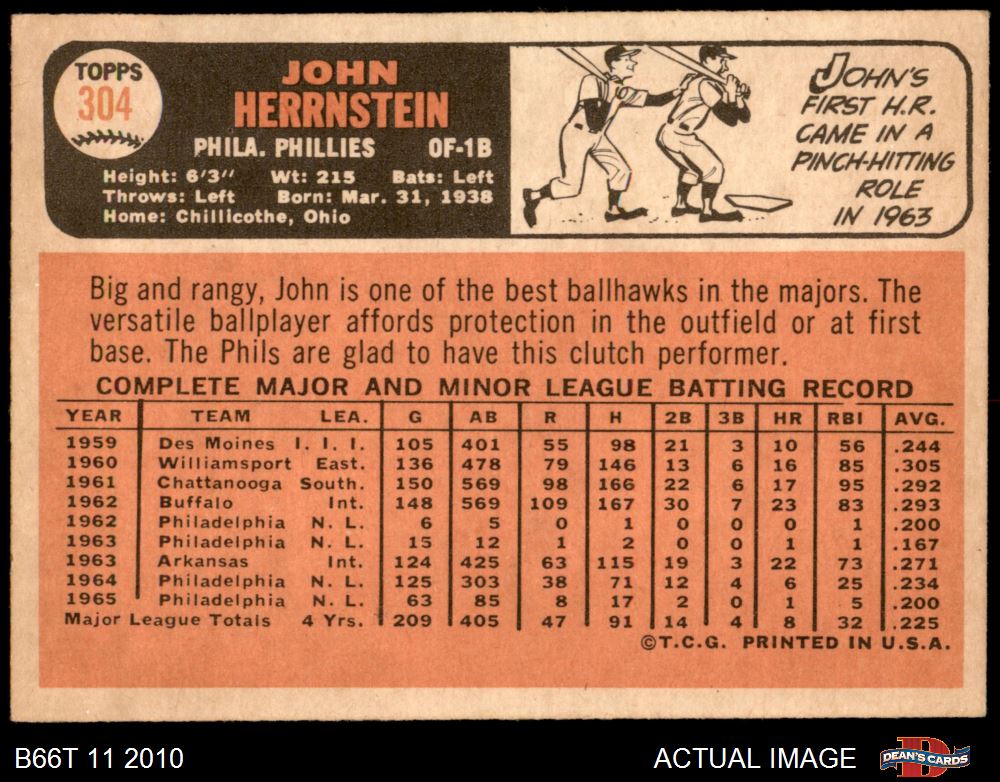 TOPPS
304
JOHN
HERRNSTEIN
PHILA. PHILLIES OF-1B
Height: 6'3" Wt: 215 Bats: Left
Throws: Left Born: Mar. 31, 1938
Home: Chillicothe, Ohio
JOHN'S
FIRST H.R.
CAME IN A
PINCH-HITTING
ROLE
IN 1963
Big and rangy, John is one of the best ballhawks in the majors. The
versatile ballplayer affords protection in the outfield or at first
base. The Phils are glad to have this clutch performer.
COMPLETE MAJOR AND MINOR LEAGUE BATTING RECORD
YEAR TEAM LEA. G AB R H 2B 3B HR RBI AVG.
1959 Des Moines I. I. I. 105 401 55 98 21 3 10 56 .244
1960 Williamsport East. 136 478 79 146 13 6 16 85 .305
1961 Chattanooga South. 150 569 98 166 22 6 17 95 .292
1962 Buffalo Int. 148 569 109 167 30 7 23 83 .293
1962 Philadelphia N. L. 6 5 0 1 0 0 0 1 .200
1963 Philadelphia N. L. 15 12 1 2 0 0 1 1 .167
1963 Arkansas Int. 124 425 63 115 19 3 22 73 .271
1964 Philadelphia N. L. 125 303 38 71 12 4 6 25 .234
1965 Philadelphia N. L. 63 85 8 17 2 0 1 5 .200
Major League Totals 4 Yrs. 209 405 47 91 14 4 8 32 .225
©T.C.G. PRINTED IN U.S.A.
B66T 11 2010 ACTUAL IMAGE DEAN'S CARDS